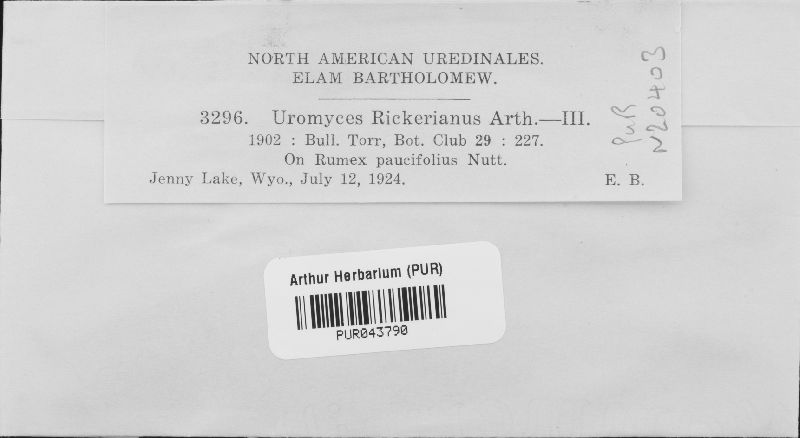 NORTH AMERICAN UREDINALES.
ELAM BARTHOLOMEW.
3296. Uromyces Rickerianus Arth.—III.
1902 : Bull. Torr, Bot. Club 29 : 227.
On Rumex paucifolius Nutt.
Jenny Lake, Wyo., July 12, 1924. E. B.
PUR
N20403
Arthur Herbarium (PUR)
PUR043790